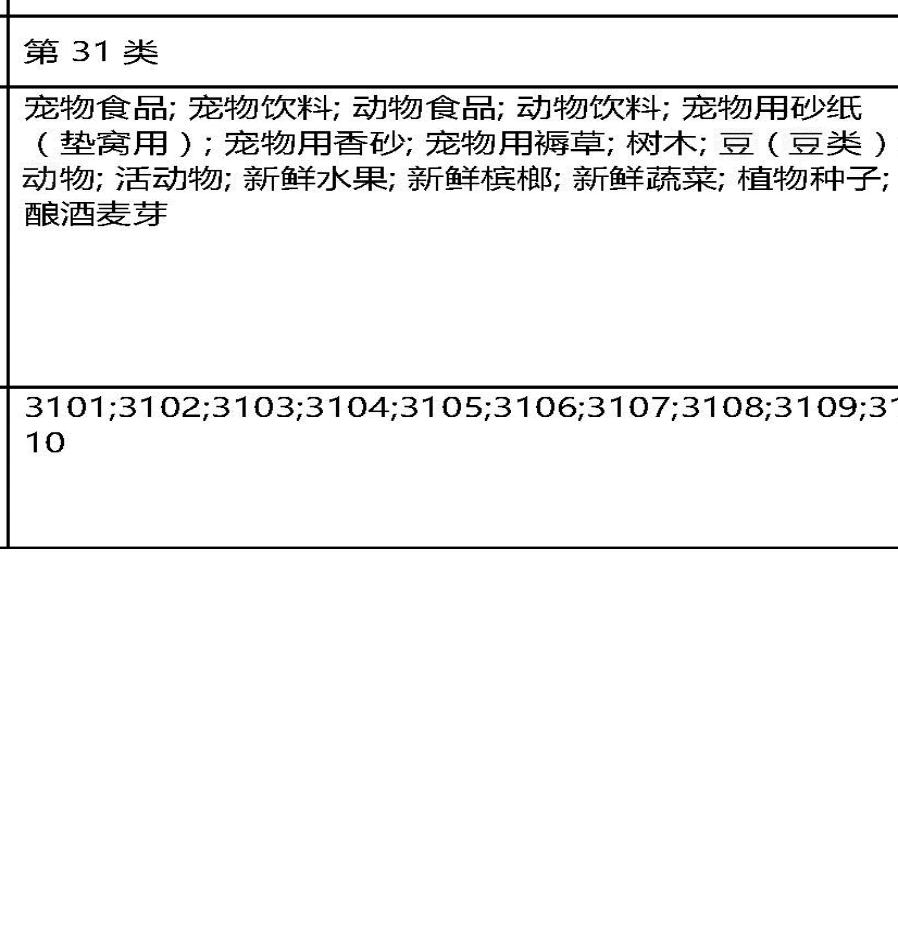 第 31 类
宠物食品; 宠物饮料; 动物食品; 动物饮料; 宠物用砂纸
（垫窝用）; 宠物用香砂; 宠物用褥草; 树木; 豆（豆类）
动物; 活动物; 新鲜水果; 新鲜槟榔; 新鲜蔬菜; 植物种子;
酿酒麦芽
3101;3102;3103;3104;3105;3106;3107;3108;3109;31
10